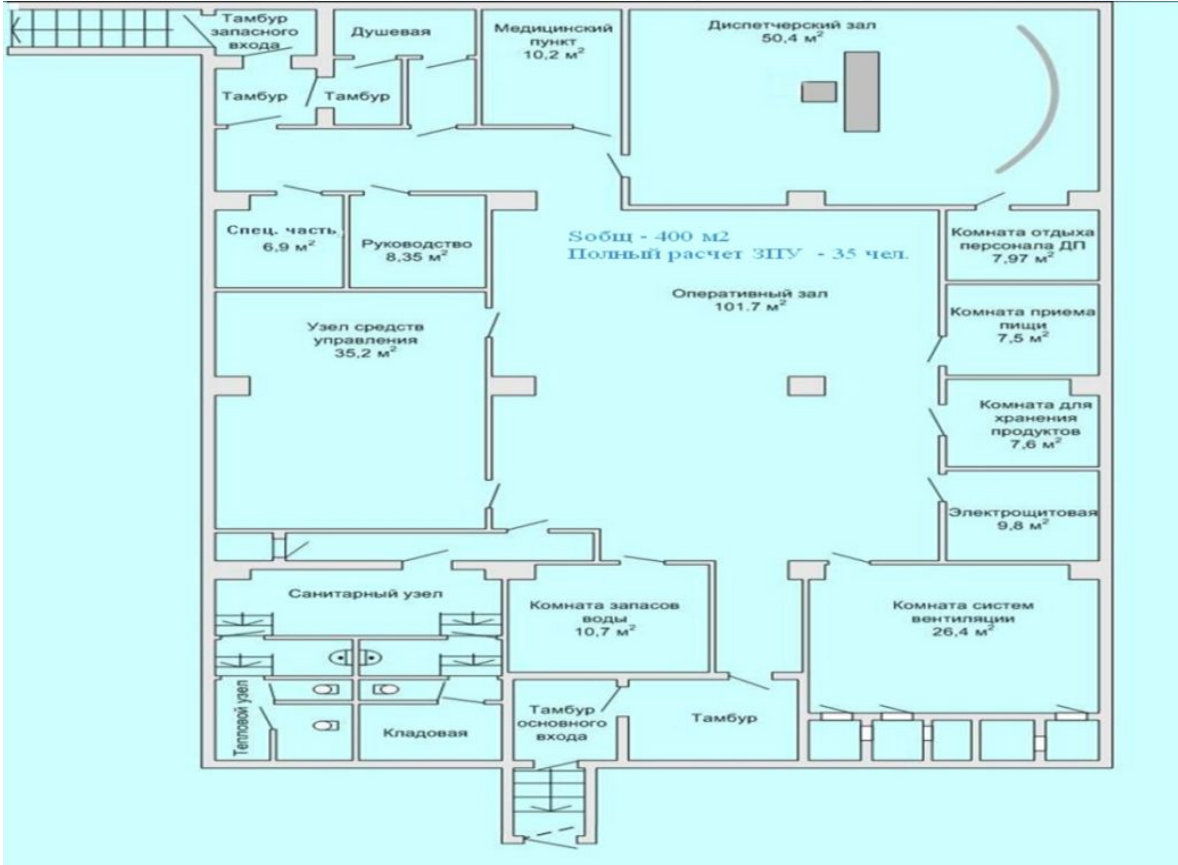 Тамбур
запасного
входа
Душевая
Медицинский
пункт
10,2 м²
Диспетчерский зал
50,4 м²
Тамбур
Тамбур
Спец. часть
6,9 м²
Руководство
8,35 м²
Sобщ - 400 м2
Полный расчет ЗПУ - 35 чел.
Комната отдыха
персонала ДП
7,97 м²
Оперативный зал
101.7 м²
Узел средств
управления
35,2 м²
Комната приема
пищи
7,5 м²
Комната для
хранения
продуктов
7,6 м²
Электрощитовая
9,8 м²
Санитарный узел
Комната запасов
воды
10,7 м²
Комната систем
вентиляции
26,4 м²
Тепловой узел
Кладовая
Тамбур
основного
входа
Тамбур